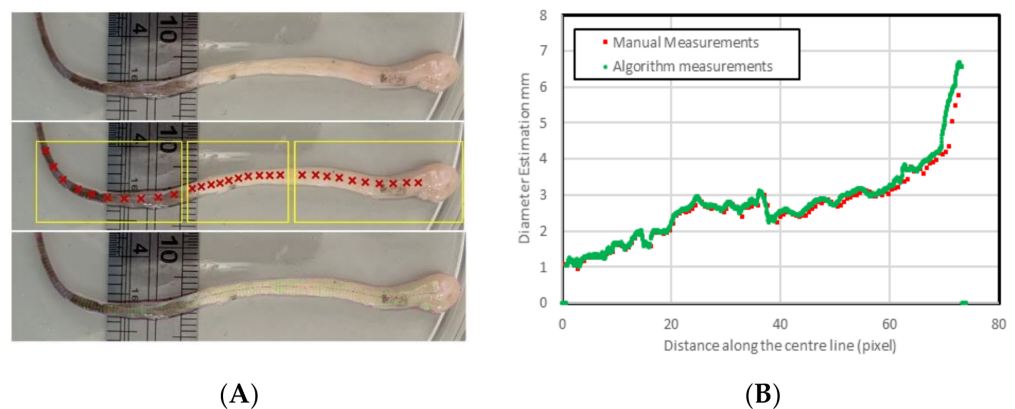 10
4
10
4
10
4
8
7
6
5
4
3
2
1
0
Diameter Estimation mm
Manual Measurements
Algorithm measurements
0 20 40 60 80
Distance along the centre line (pixel)
(A) (B)